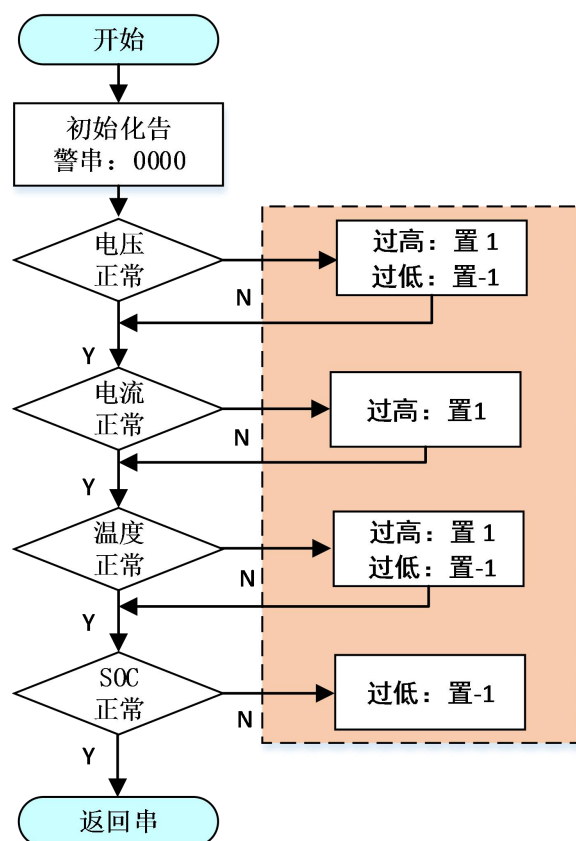 开始
初始化告
警串：0000
电压
正常
过高：置 1
过低：置-1
N
Y
电流
正常
过高：置1
N
Y
温度
正常
过高：置 1
过低：置-1
N
Y
SOC
正常
过低：置-1
N
Y
返回串